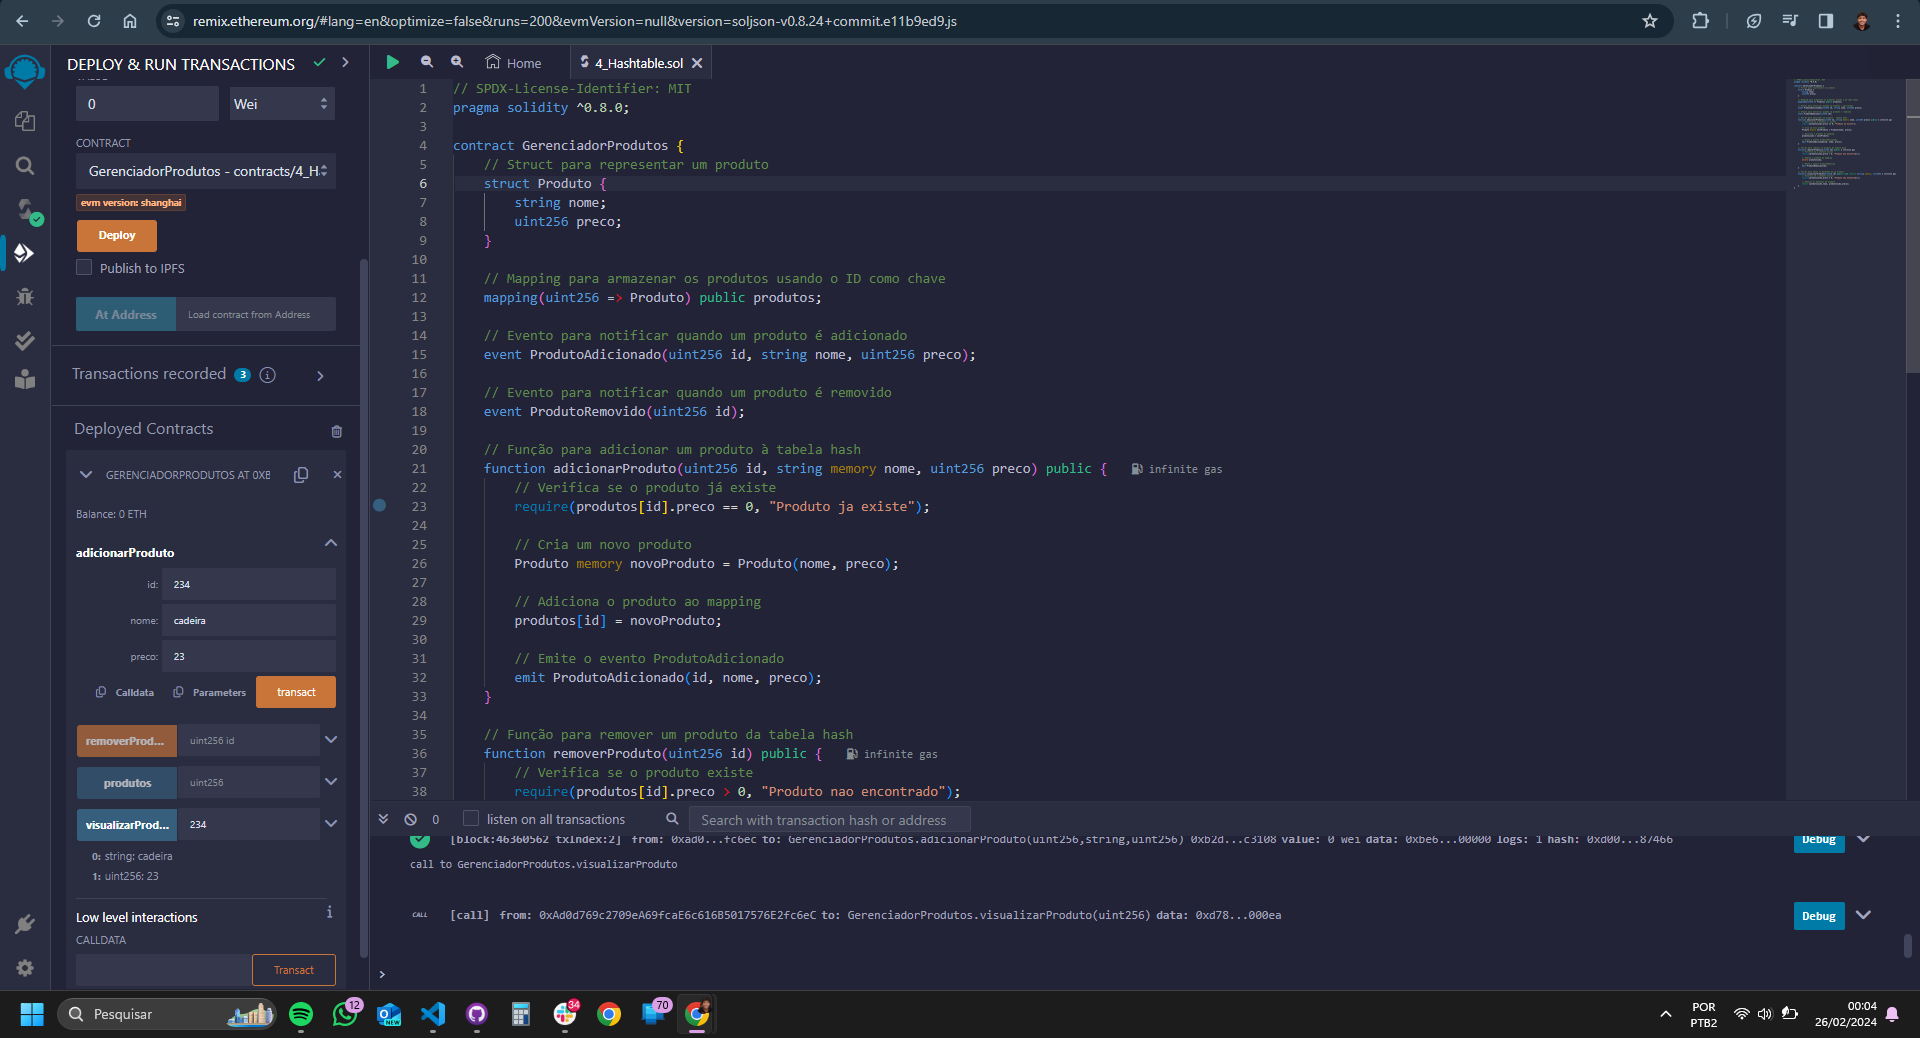 remix.ethereum.org/#lang=en&optimize=false&runs=200&evmVersion=null&version=soljson-v0.8.24+commit.e11b9ed9.js
DEPLOY & RUN TRANSACTIONS
0
Wei
CONTRACT
GerenciadorProdutos - contracts/4_H
evm version: shanghai
Deploy
Publish to IPFS
At Address
Load contract from Address
Transactions recorded 3 i
Deployed Contracts
GERENCIADORPRODUTOS AT 0XB
Balance: 0 ETH
adicionarProduto
id: 234
nome: cadeira
preco: 23
Calldata
Parameters
transact
removerProd...
uint256 id
produtos
uint256
visualizarProd...
234
0: string: cadeira
1: uint256: 23
Low level interactions
i
CALLDATA
Transact
Home
4_Hashtable.sol
1 // SPDX-License-Identifier: MIT
2 pragma solidity ^0.8.0;
3
4 contract GerenciadorProdutos {
5 // Struct para representar um produto
6 struct Produto {
7 string nome;
8 uint256 preco;
9 }
10
11 // Mapping para armazenar os produtos usando o ID como chave
12 mapping(uint256 => Produto) public produtos;
13
14 // Evento para notificar quando um produto é adicionado
15 event ProdutoAdicionado(uint256 id, string nome, uint256 preco);
16
17 // Evento para notificar quando um produto é removido
18 event ProdutoRemovido(uint256 id);
19
20 // Função para adicionar um produto à tabela hash
21 function adicionarProduto(uint256 id, string memory nome, uint256 preco) public { infinite gas
22 // Verifica se o produto já existe
23 require(produtos[id].preco == 0, "Produto ja existe");
24
25 // Cria um novo produto
26 Produto memory novoProduto = Produto(nome, preco);
27
28 // Adiciona o produto ao mapping
29 produtos[id] = novoProduto;
30
31 // Emite o evento ProdutoAdicionado
32 emit ProdutoAdicionado(id, nome, preco);
33 }
34
35 // Função para remover um produto da tabela hash
36 function removerProduto(uint256 id) public { infinite gas
37 // Verifica se o produto existe
38 require(produtos[id].preco > 0, "Produto nao encontrado");
0
listen on all transactions
Search with transaction hash or address
[block:46360562 txIndex:2] from: 0xad0...fc6ec to: GerenciadorProdutos.adicionarProduto(uint256,string,uint256) 0xb2d...c3108 value: 0 wei data: 0xbe6...00000 logs: 1 hash: 0xd00...87466
Debug
call to GerenciadorProdutos.visualizarProduto
CALL [call] from: 0xAd0d769c2709eA69fcaE6c616B5017576E2fc6eC to: GerenciadorProdutos.visualizarProduto(uint256) data: 0xd78...000ea
Debug
>
Pesquisar
12
NEW
34
70
POR
PTB2
00:04
26/02/2024